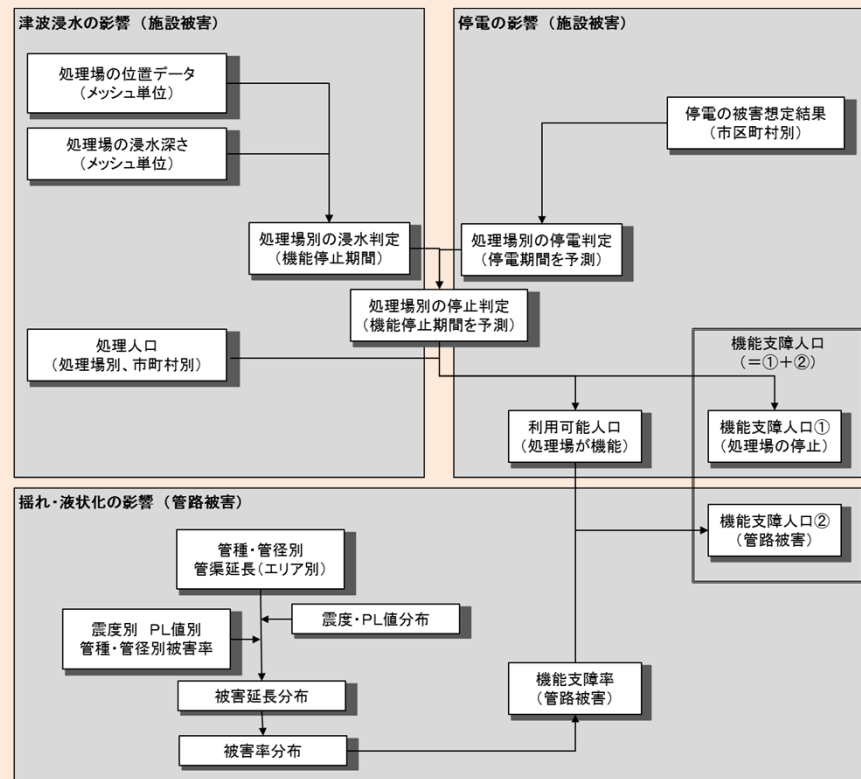 津波浸水の影響（施設被害）
処理場の位置データ
（メッシュ単位）
処理場の浸水深さ
（メッシュ単位）
処理場別の浸水判定
（機能停止期間）
停電の影響（施設被害）
停電の被害想定結果
（市区町村別）
処理場別の停電判定
（停電期間を予測）
処理場別の停止判定
（機能停止期間を予測）
処理人口
（処理場別、市町村別）
機能支障人口
（＝①＋②）
利用可能人口
（処理場が機能）
機能支障人口①
（処理場の停止）
機能支障人口②
（管路被害）
揺れ・液状化の影響（管路被害）
管種・管径別
管渠延長（エリア別）
震度別　PL値別
管種・管径別被害率
震度・PL値分布
被害延長分布
被害率分布
機能支障率
（管路被害）